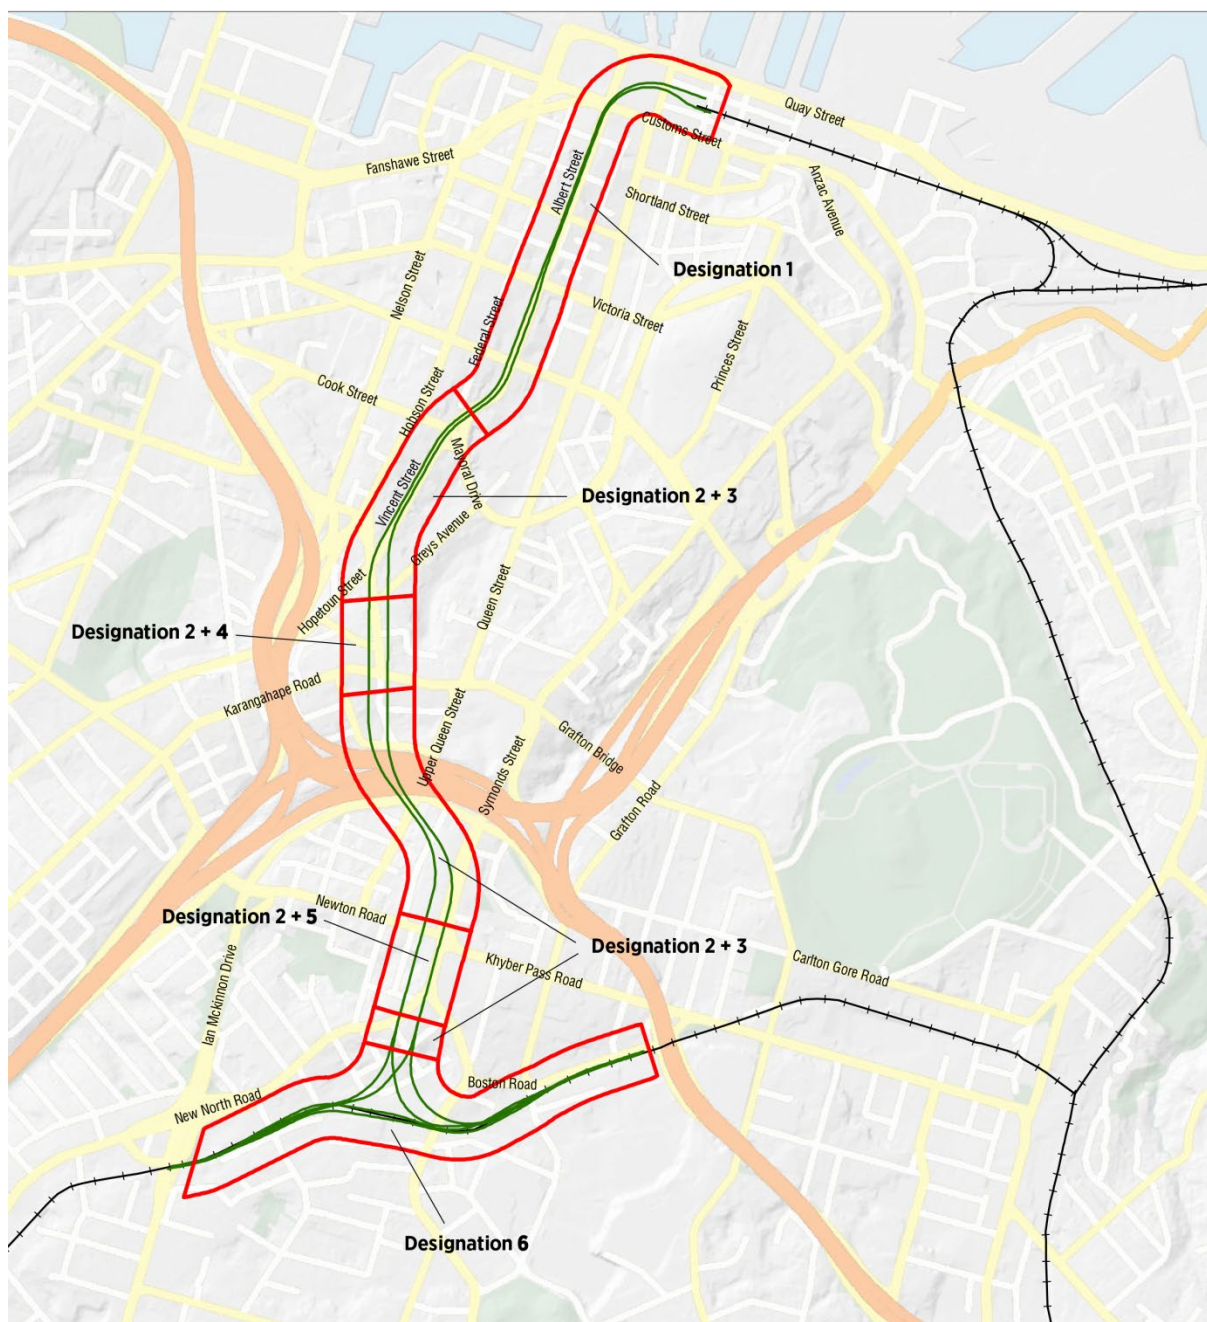 Quay Street
Customs Street
Fanshawe Street
Albert Street
Anzac Avenue
Shortland Street
Designation 1
Nelson Street
Federal Street
Victoria Street
Princes Street
Cook Street
Hobson Street
Mayoral Drive
Vincent Street
Designation 2 + 3
Greys Avenue
Hopetoun Street
Queen Street
Designation 2 + 4
Karangahape Road
Upper Queen Street
Grafton Bridge
Symonds Street
Grafton Road
Newton Road
Designation 2 + 5
Designation 2 + 3
Khyber Pass Road
Carlton Gore Road
Ian Mckinnon Drive
Boston Road
New North Road
Designation 6